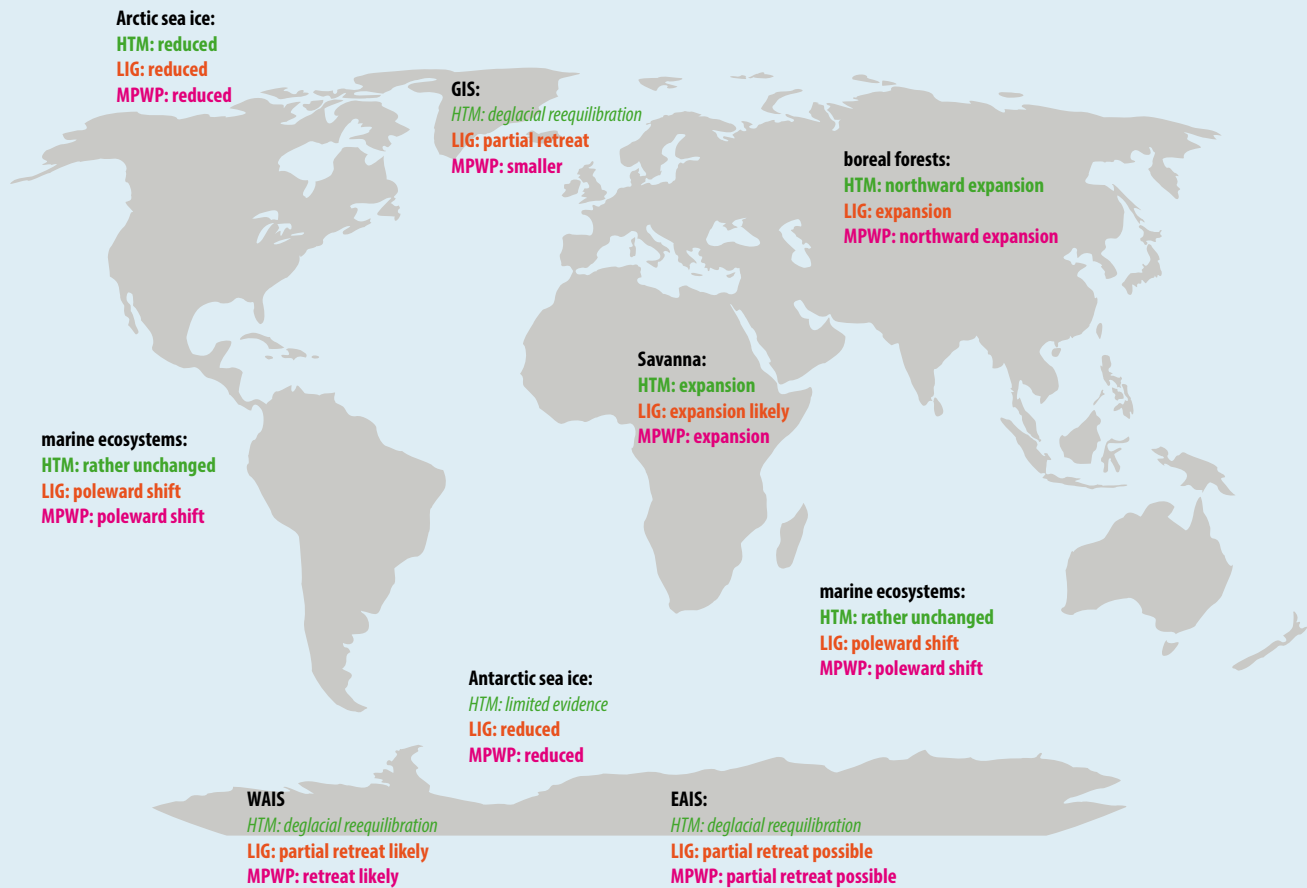 Arctic sea ice:
HTM: reduced
LIG: reduced
MPWP: reduced
GIS:
HTM: deglacial reequilibration
LIG: partial retreat
MPWP: smaller
boreal forests:
HTM: northward expansion
LIG: expansion
MPWP: northward expansion
Savanna:
HTM: expansion
LIG: expansion likely
MPWP: expansion
marine ecosystems:
HTM: rather unchanged
LIG: poleward shift
MPWP: poleward shift
marine ecosystems:
HTM: rather unchanged
LIG: poleward shift
MPWP: poleward shift
Antarctic sea ice:
HTM: limited evidence
LIG: reduced
MPWP: reduced
WAIS
HTM: deglacial reequilibration
LIG: partial retreat likely
MPWP: retreat likely
EAIS:
HTM: deglacial reequilibration
LIG: partial retreat possible
MPWP: partial retreat possible